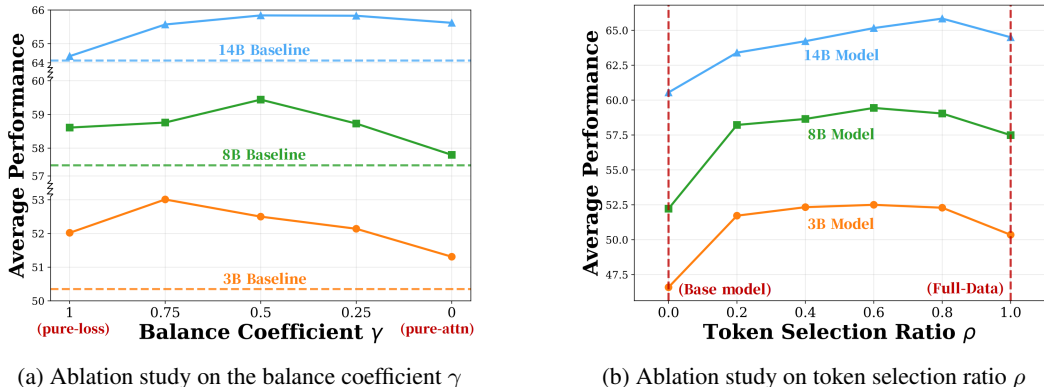 Average Performance
66
65
64
60
59
58
57
53
52
51
50
14B Baseline
8B Baseline
3B Baseline
1
0.75
0.5
0.25
0
(pure-loss)
(pure-attn)
Balance Coefficient γ
(a) Ablation study on the balance coefficient γ
Average Performance
65.0
62.5
60.0
57.5
55.0
52.5
50.0
47.5
14B Model
8B Model
3B Model
(Base model)
(Full-Data)
0.0
0.2
0.4
0.6
0.8
1.0
Token Selection Ratio ρ
(b) Ablation study on token selection ratio ρ